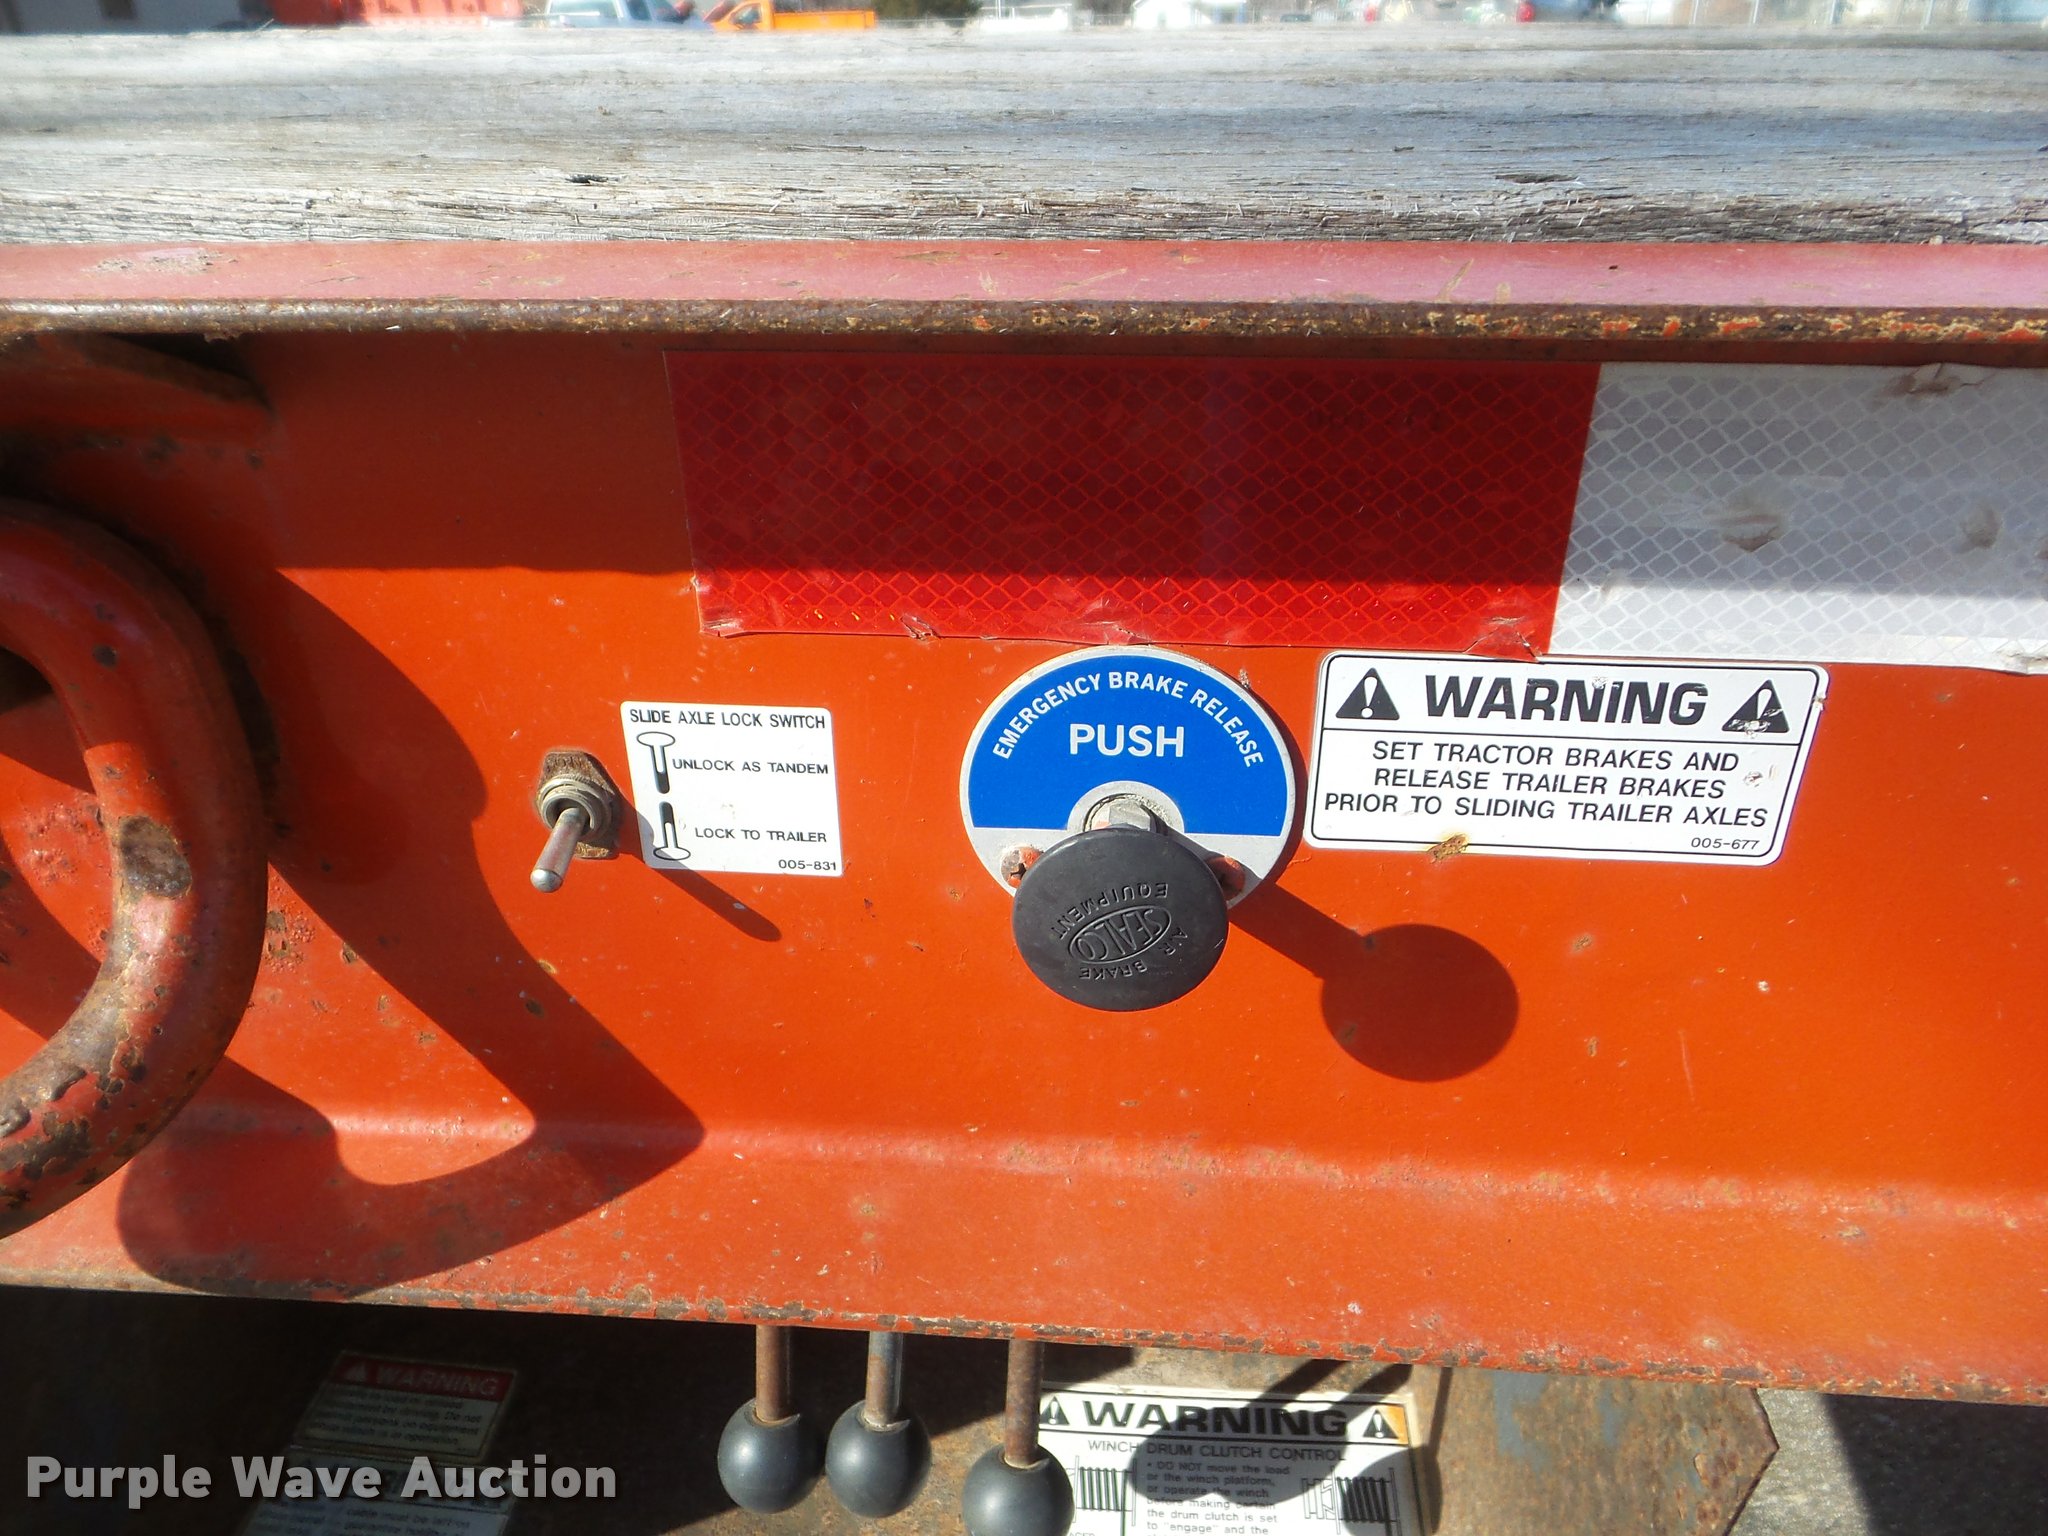 SLIDE AXLE LOCK SWITCH
UNLOCK AS TANDEM
LOCK TO TRAILER
005-831
EMERGENCY BRAKE RELEASE
PUSH
AIR BRAKE
SEALCO
EQUIPMENT
WARNING
SET TRACTOR BRAKES AND
RELEASE TRAILER BRAKES
PRIOR TO SLIDING TRAILER AXLES
005-677
WARNING
WARNING
WINCH DRUM CLUTCH CONTROL
• DO NOT move the load
or the winch platform,
or operate the winch
before making certain
the drum clutch is set
to "engage" and the
Purple Wave Auction